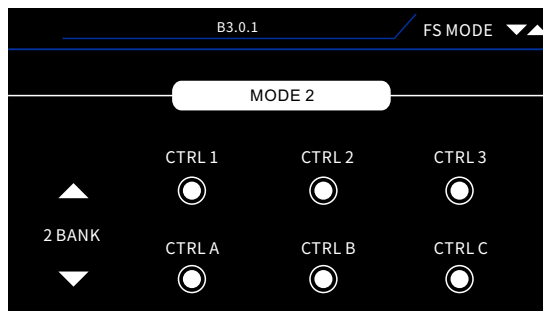 B3.0.1
FS MODE
MODE 2
CTRL 1 CTRL 2 CTRL 3
2 BANK
CTRL A CTRL B CTRL C